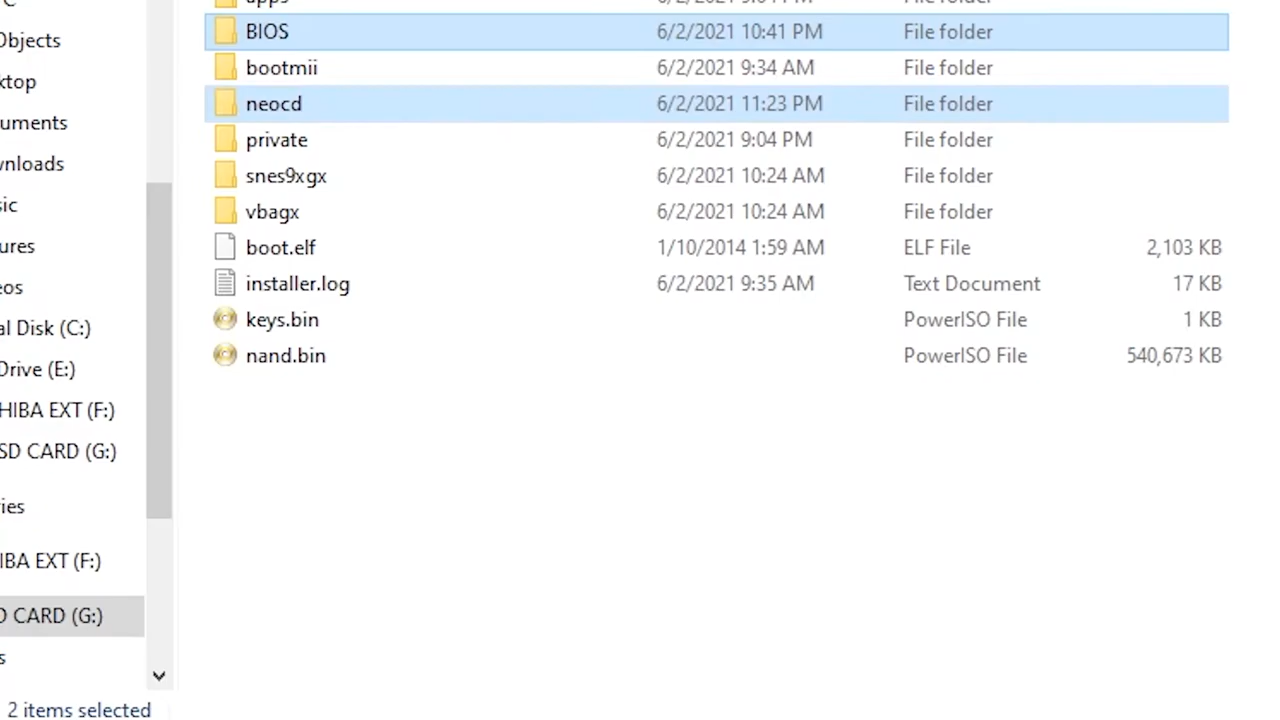 Objects
ktop
uments
wnloads
sic
ures
eos
al Disk (C:)
Drive (E:)
HIBA EXT (F:)
SD CARD (G:)
ries
IBA EXT (F:)
D CARD (G:)
s
2 items selected
BIOS 6/2/2021 10:41 PM File folder
bootmii 6/2/2021 9:34 AM File folder
neocd 6/2/2021 11:23 PM File folder
private 6/2/2021 9:04 PM File folder
snes9xgx 6/2/2021 10:24 AM File folder
vbagx 6/2/2021 10:24 AM File folder
boot.elf 1/10/2014 1:59 AM ELF File 2,103 KB
installer.log 6/2/2021 9:35 AM Text Document 17 KB
keys.bin PowerISO File 1 KB
nand.bin PowerISO File 540,673 KB